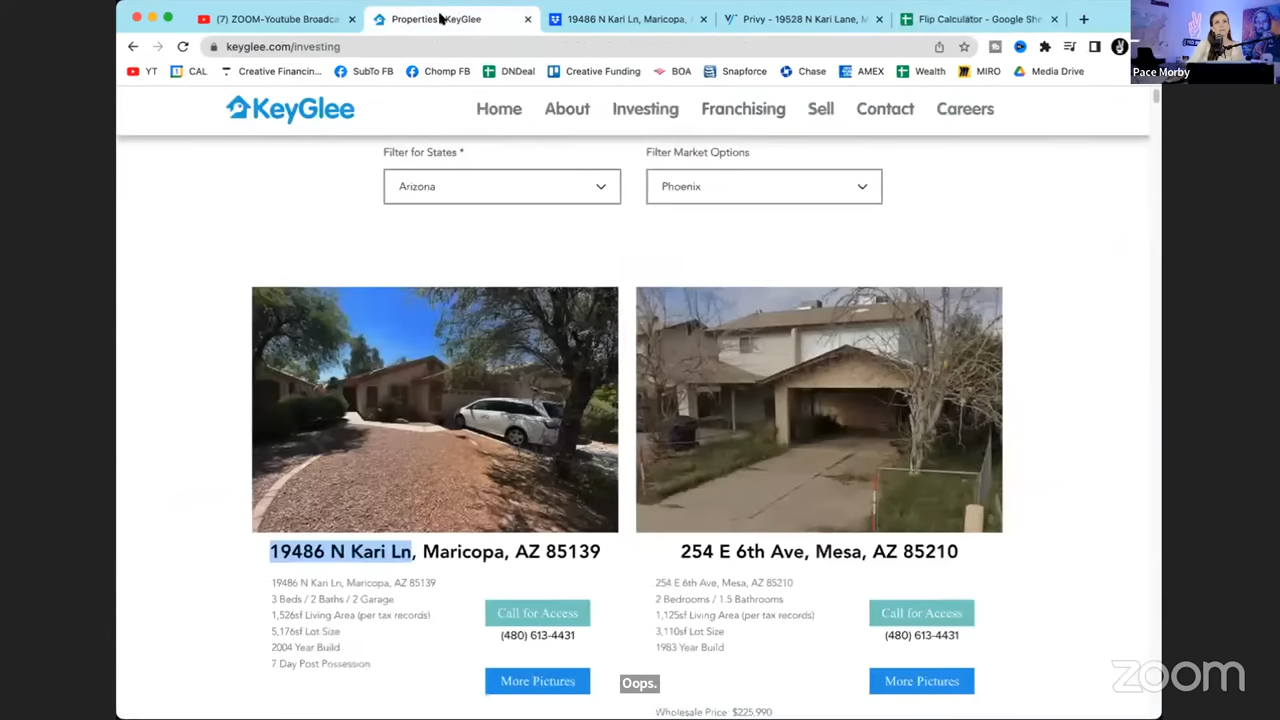 (7) ZOOM-Youtube Broadca
Properties KeyGlee
19486 N Kari Ln, Maricopa,
Privy - 19528 N Kari Lane, M
Flip Calculator - Google She
keyglee.com/investing
YT
CAL
Creative Financin...
SubTo FB
Chomp FB
DNDeal
Creative Funding
BOA
Snapforce
Chase
AMEX
Wealth
MIRO
Media Drive
Pace Morby
KeyGlee
Home
About
Investing
Franchising
Sell
Contact
Careers
Filter for States *
Filter Market Options
Arizona
Phoenix
19486 N Kari Ln, Maricopa, AZ 85139
19486 N Kari Ln, Maricopa, AZ 85139
3 Beds / 2 Baths / 2 Garage
1,526sf Living Area (per tax records)
5,176sf Lot Size
2004 Year Build
7 Day Post Possession
Call for Access
(480) 613-4431
More Pictures
254 E 6th Ave, Mesa, AZ 85210
254 E 6th Ave, Mesa, AZ 85210
2 Bedrooms / 1.5 Bathrooms
1,125sf Living Area (per tax records)
3,110sf Lot Size
1983 Year Build
Call for Access
(480) 613-4431
More Pictures
Wholesale Price: $225,990
Oops.
zoom